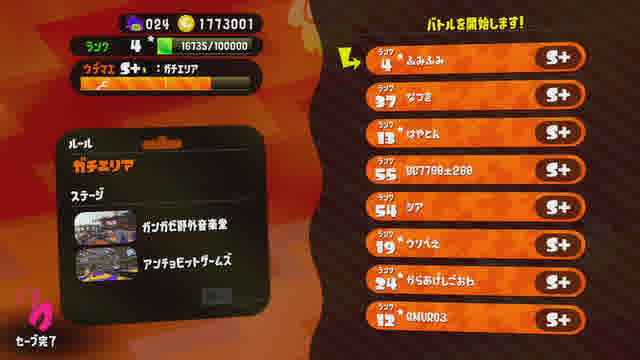 024 1773001
ランク 4★ 16735/100000
ウデマエ S+ : ガチエリア
ルール
ガチエリア
ステージ
ガンガゼ野外音楽堂
アンチョビットゲームズ
セーブ完了
バトルを開始します!
ランク 4★ ふみふみ S+
ランク 37 なつき S+
ランク 13★ はやとん S+
ランク 55 S+
ランク 54 シア S+
ランク 19★ ウリべえ S+
ランク 24★ からあげしごおわ S+
ランク 12★ S+